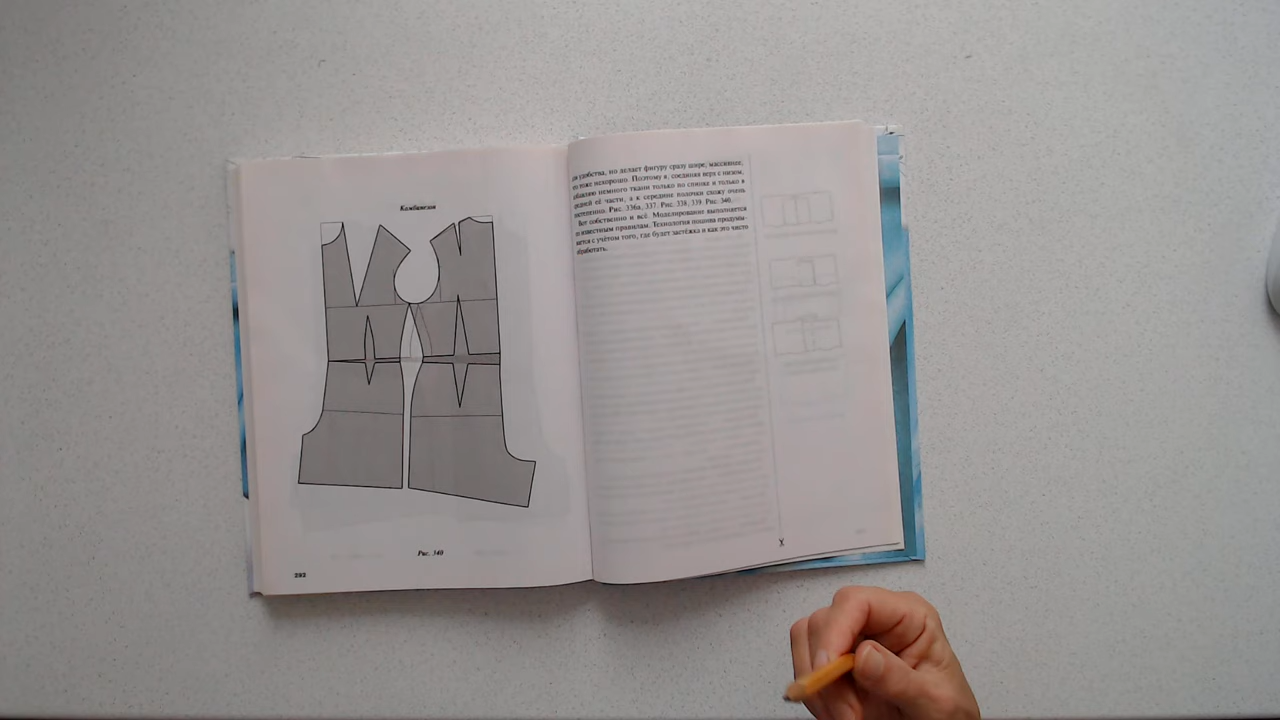 Комбинезон
Рис. 340
292
удобства, но делает фигуру сразу шире, массивнее,
это тоже нехорошо. Поэтому я, соединяя верх с низом,
добавляю немного ткани только по спинке и только в
средней её части, а к середине полочки свожу очень
постепенно. Рис. 336а, 337. Рис. 338, 339. Рис. 340.
Вот собственно и всё. Моделирование выполняется
по известным правилам. Технология пошива продумы-
вается с учётом того, где будет застёжка и как это чисто
обработать.